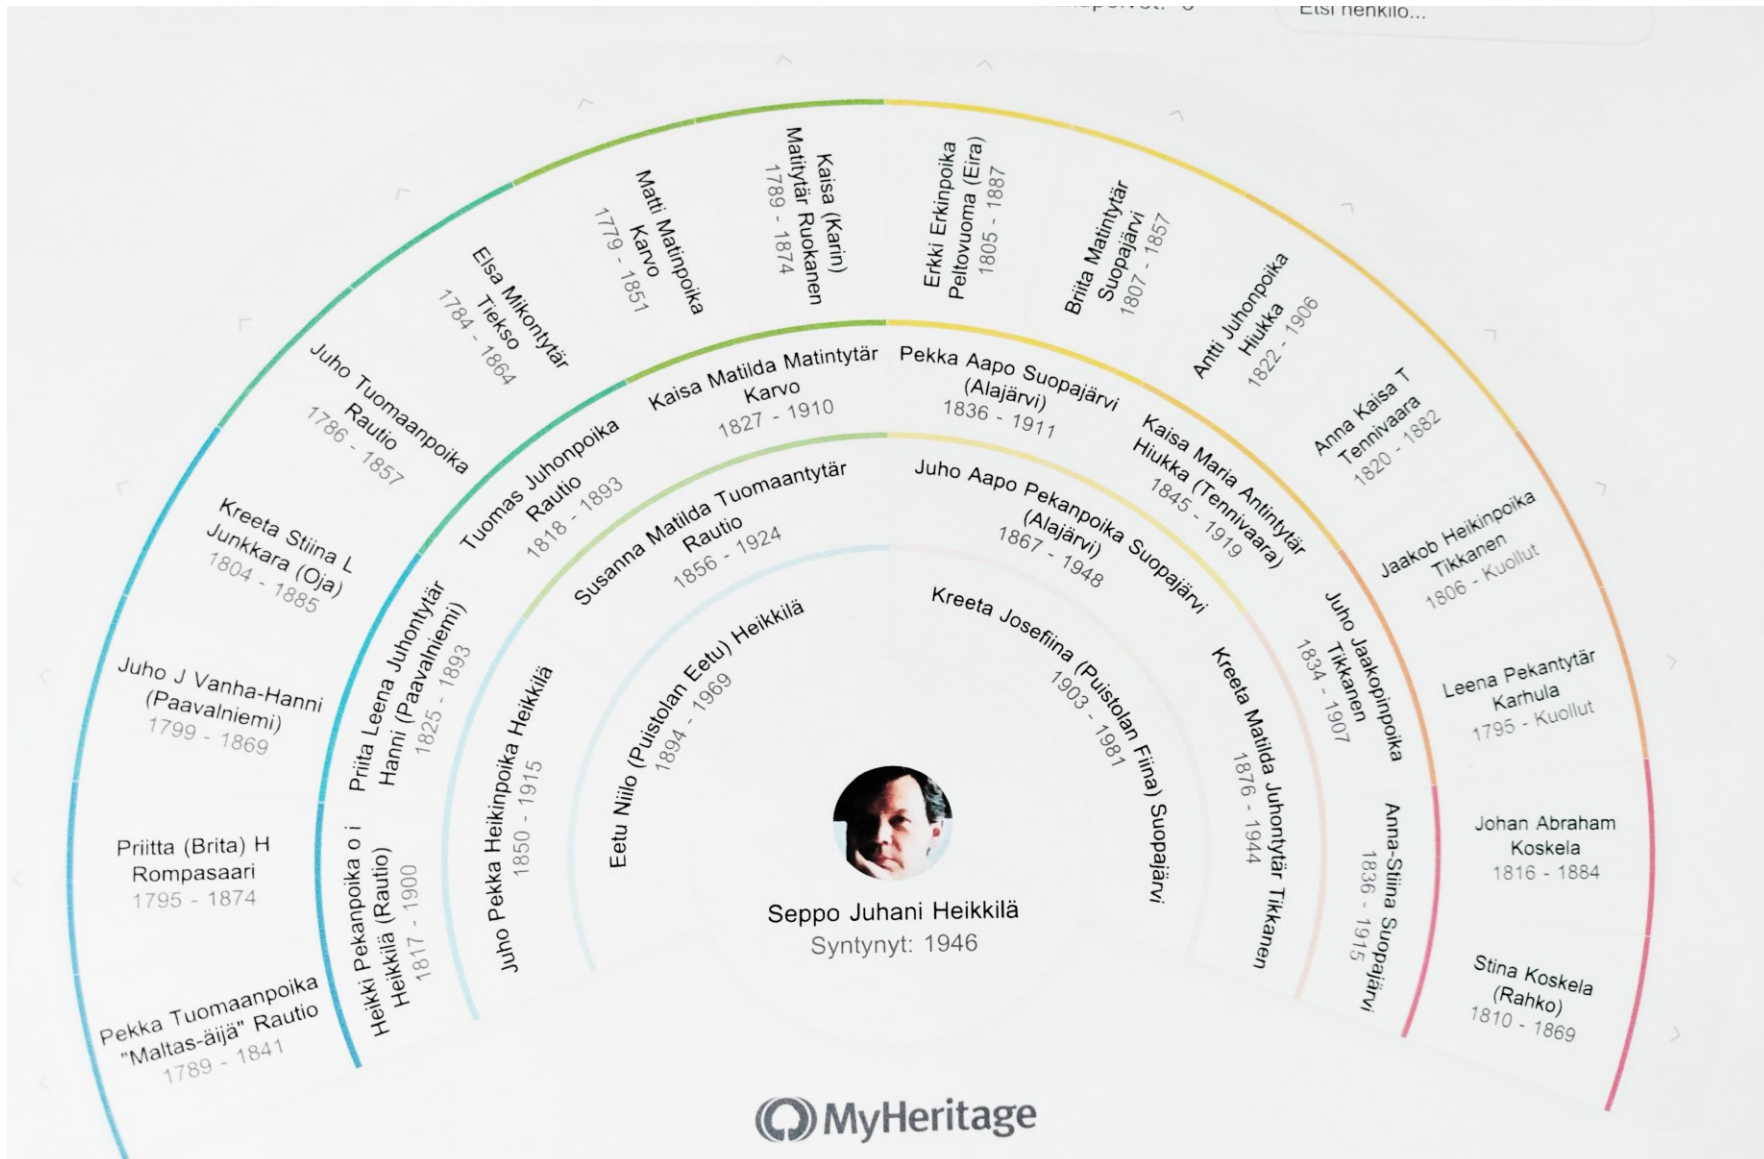 Etsi henkilö...
Pekka Tuomaanpoika
"Maltas-äijä" Rautio
1789 - 1841
Priitta (Brita) H
Rompasaari
1795 - 1874
Juho J Vanha-Hanni
(Paavalniemi)
1799 - 1869
Kreeta Stiina L
Junkkara (Oja)
1804 - 1885
Juho Tuomaanpoika
Rautio
1786 - 1857
Elsa Mikontytär
Tiekso
1784 - 1864
Matti Matinpoika
Karvo
1779 - 1851
Kaisa (Karin)
Matitytär Ruokanen
1789 - 1874
Erkki Erkinpoika
Peltovuoma (Eira)
1805 - 1887
Briita Matintytär
Suopajärvi
1807 - 1857
Antti Juhonpoika
Hiukka
1822 - 1906
Anna Kaisa T
Tennivaara
1820 - 1882
Jaakob Heikinpoika
Tikkanen
1806 - Kuollut
Leena Pekantytär
Karhula
1795 - Kuollut
Johan Abraham
Koskela
1816 - 1884
Stina Koskela
(Rahko)
1810 - 1869
Heikki Pekanpoika o i
Heikkilä (Rautio)
1817 - 1900
Priita Leena Juhontytär
Hanni (Paavalniemi)
1825 - 1893
Tuomas Juhonpoika
Rautio
1818 - 1893
Kaisa Matilda Matintytär
Karvo
1827 - 1910
Pekka Aapo Suopajärvi
(Alajärvi)
1836 - 1911
Kaisa Maria Antintytär
Hiukka (Tennivaara)
1845 - 1919
Juho Jaakopinpoika
Tikkanen
1834 - 1907
Anna-Stiina Suopajärvi
1836 - 1915
Juho Pekka Heikinpoika Heikkilä
1850 - 1915
Susanna Matilda Tuomaantytär
Rautio
1856 - 1924
Juho Aapo Pekanpoika Suopajärvi
(Alajärvi)
1867 - 1948
Kreeta Matilda Juhontytär Tikkanen
1876 - 1944
Eetu Niilo (Puistolan Eetu) Heikkilä
1894 - 1969
Kreeta Josefiina (Puistolan Fiina) Suopajärvi
1903 - 1981
Seppo Juhani Heikkilä
Syntynyt: 1946
MyHeritage